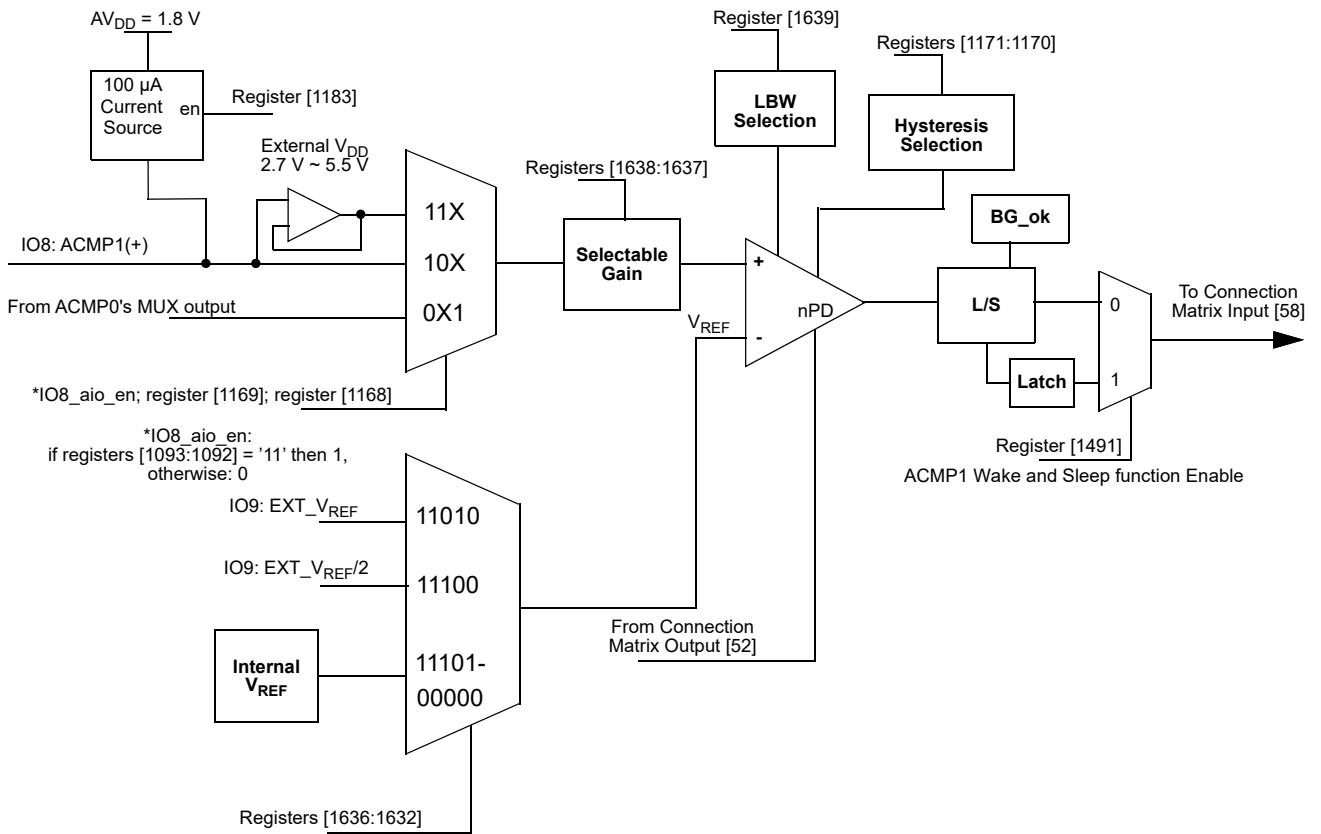 AVDD = 1.8 V
100 µA
Current
Source
en
Register [1183]
External VDD
2.7 V ~ 5.5 V
IO8: ACMP1(+)
From ACMP0's MUX output
11X
10X
0X1
*IO8_aio_en; register [1169]; register [1168]
*IO8_aio_en:
if registers [1093:1092] = '11' then 1,
otherwise: 0
Registers [1638:1637]
Selectable
Gain
Register [1639]
LBW
Selection
Registers [1171:1170]
Hysteresis
Selection
+
-
nPD
VREF
BG_ok
L/S
Latch
0
1
To Connection
Matrix Input [58]
Register [1491]
ACMP1 Wake and Sleep function Enable
IO9: EXT_VREF
IO9: EXT_VREF/2
Internal
VREF
11010
11100
11101-
00000
From Connection
Matrix Output [52]
Registers [1636:1632]